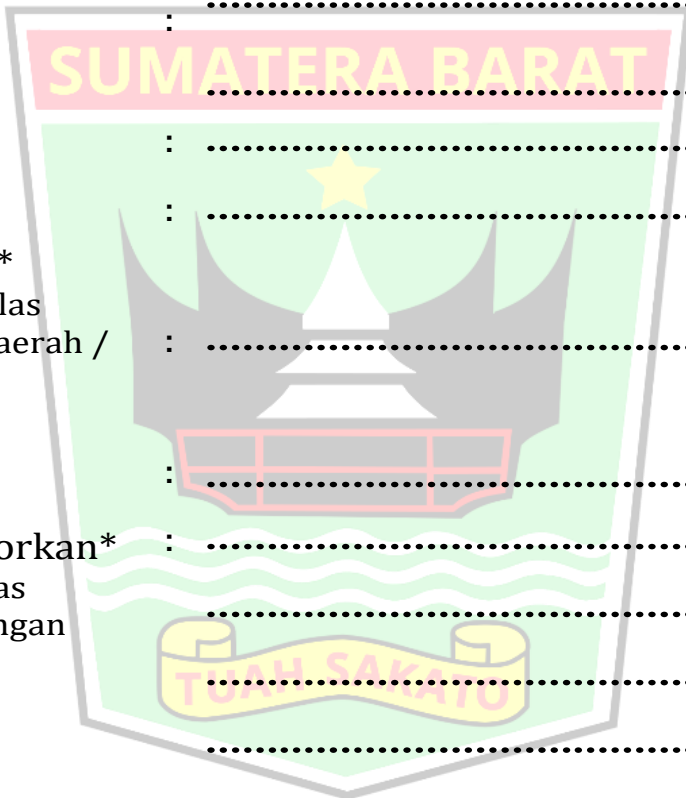 ..........................................................
:
SUMATERA BARAT
..........................................................
: ..........................................................
: ..........................................................
*
las
aerah / : ..........................................................
: ..........................................................
orkan* : ..........................................................
as
..........................................................
ngan
TUAH SAKATO
..........................................................
..........................................................